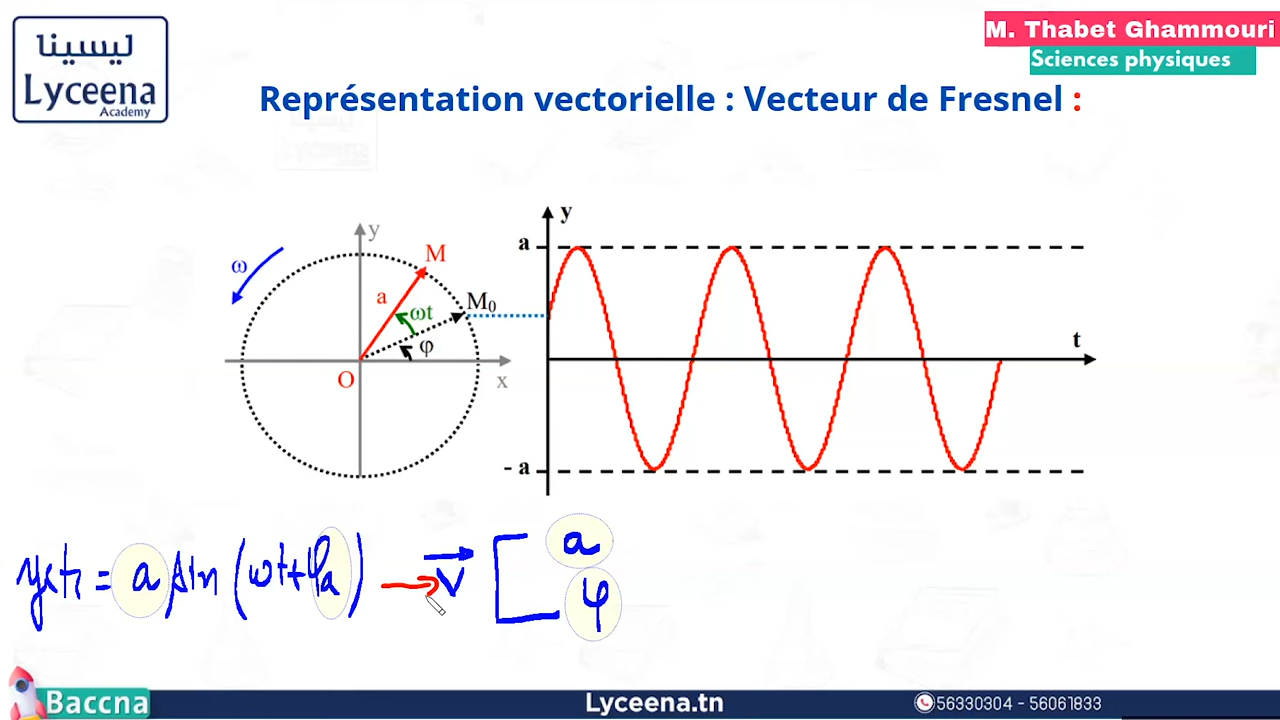 ليسينا
Lyceena
Academy
M. Thabet Ghammouri
Sciences physiques
Représentation vectorielle : Vecteur de Fresnel :
y
ω
M
a
M₀
ωt
φ
O
x
y
a
t
- a
y(t) = a sin (ωt + φa) → V [ a
φ
Baccna
Lyceena.tn
56330304 - 56061833